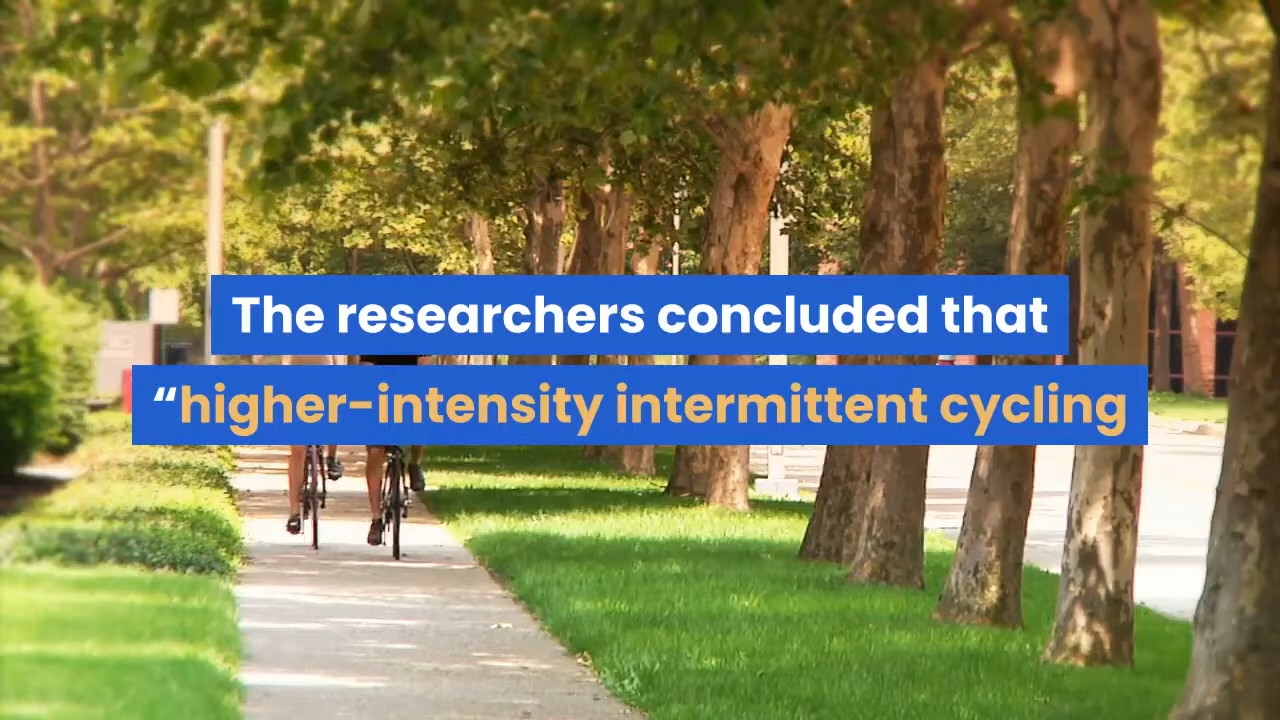 The researchers concluded that
“higher-intensity intermittent cycling